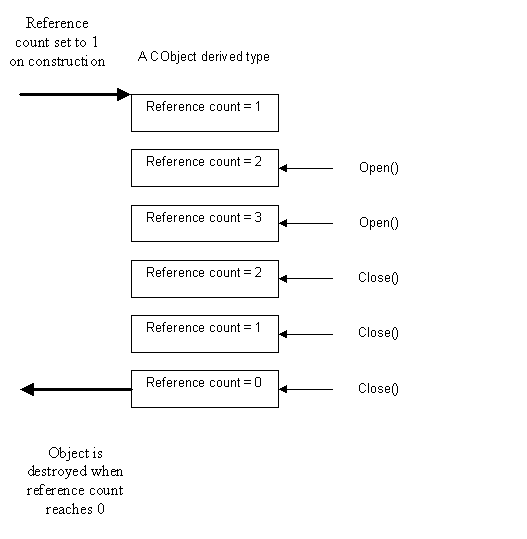 Reference
count set to 1
on construction
A CObject derived type
Reference count = 1
Reference count = 2
Open()
Reference count = 3
Open()
Reference count = 2
Close()
Reference count = 1
Close()
Reference count = 0
Close()
Object is
destroyed when
reference count
reaches 0